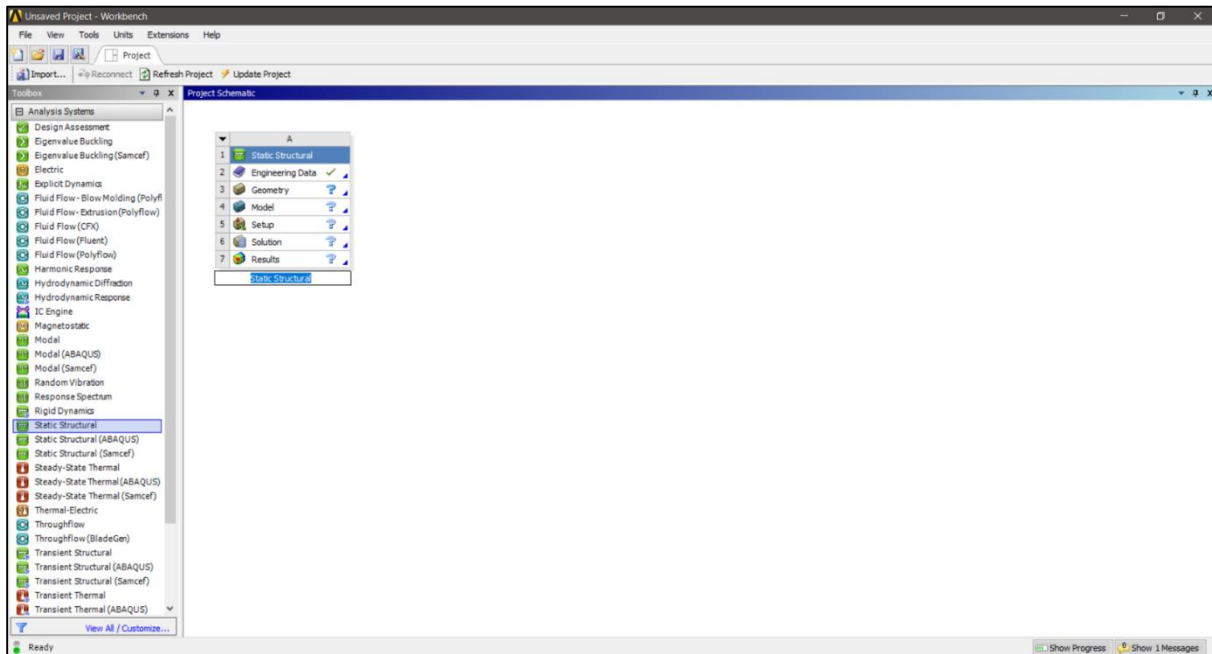 Unsaved Project - Workbench
File View Tools Units Extensions Help
Project
Import... Reconnect Refresh Project Update Project
Toolbox
Project Schematic
Analysis Systems
Design Assessment
Eigenvalue Buckling
Eigenvalue Buckling (Samcef)
Electric
Explicit Dynamics
Fluid Flow - Blow Molding (Polyfl
Fluid Flow - Extrusion (Polyflow)
Fluid Flow (CFX)
Fluid Flow (Fluent)
Fluid Flow (Polyflow)
Harmonic Response
Hydrodynamic Diffraction
Hydrodynamic Response
IC Engine
Magnetostatic
Modal
Modal (ABAQUS)
Modal (Samcef)
Random Vibration
Response Spectrum
Rigid Dynamics
Static Structural
Static Structural (ABAQUS)
Static Structural (Samcef)
Steady-State Thermal
Steady-State Thermal (ABAQUS)
Steady-State Thermal (Samcef)
Thermal-Electric
Throughflow
Throughflow (BladeGen)
Transient Structural
Transient Structural (ABAQUS)
Transient Structural (Samcef)
Transient Thermal
Transient Thermal (ABAQUS)
View All / Customize...
A
1 Static Structural
2 Engineering Data
3 Geometry ?
4 Model ?
5 Setup ?
6 Solution ?
7 Results ?
Static Structural
Ready
Show Progress Show 1 Messages